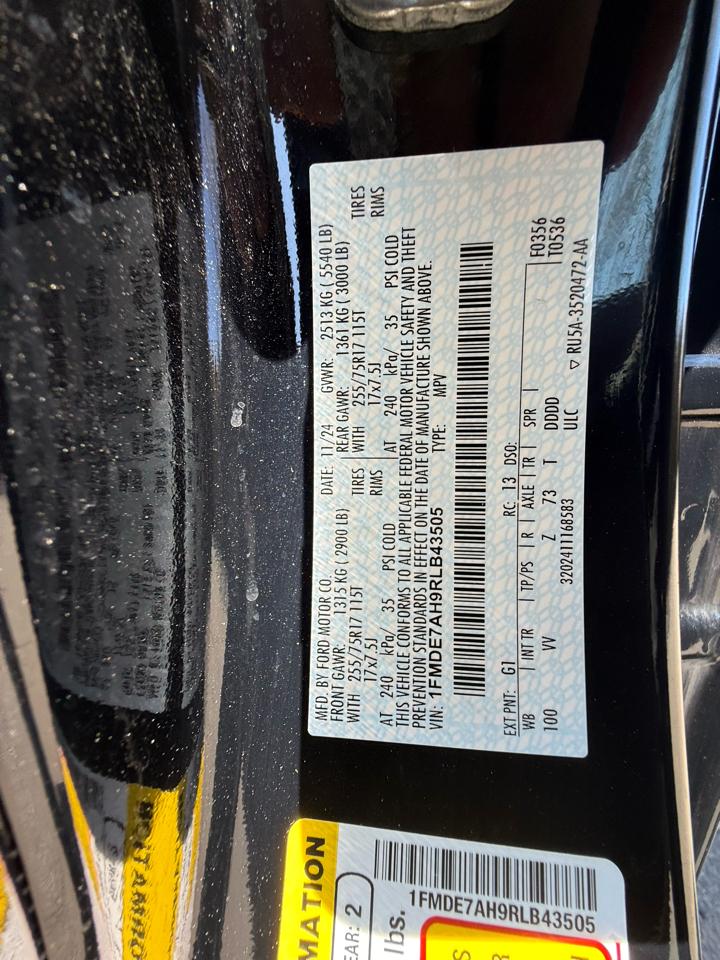 MFD. BY FORD MOTOR CO.
DATE: 11/24 GVWR: 2513 KG ( 5540 LB)
FRONT GAWR: 1315 KG ( 2900 LB) REAR GAWR: 1361 KG ( 3000 LB)
WITH 255/75R17 115T TIRES WITH 255/75R17 115T TIRES
17x7.5J RIMS 17x7.5J RIMS
AT 240 kPa/ 35 PSI COLD AT 240 kPa/ 35 PSI COLD
THIS VEHICLE CONFORMS TO ALL APPLICABLE FEDERAL MOTOR VEHICLE SAFETY AND THEFT
PREVENTION STANDARDS IN EFFECT ON THE DATE OF MANUFACTURE SHOWN ABOVE.
VIN: 1FMDE7AH9RLB43505 TYPE: MPV
EXT PNT: G1 RC: 13 DSO: F0356
WB INT TR TP/PS R AXLE TR SPR T0536
100 VV Z 73 T DDDD
ULC
3202411168583
▽ RU5A-3520472-AA
MATION
EAR: 2
lbs.
1FMDE7AH9RLB43505